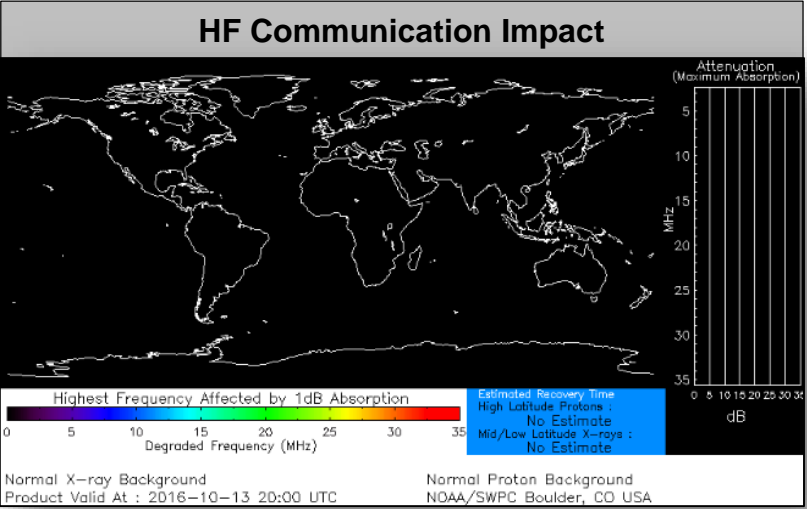 HF Communication Impact
Attenuation
(Maximum Absorption)
5
10
15
20
25
30
35
MHz
0 5 10 15 20 25 30 35
dB
Highest Frequency Affected by 1dB Absorption
0 5 10 15 20 25 30 35
Degraded Frequency (MHz)
Estimated Recovery Time
High Latitude Protons :
No Estimate
Mid/Low Latitude X-rays :
No Estimate
Normal X-ray Background
Normal Proton Background
Product Valid At : 2016-10-13 20:00 UTC
NOAA/SWPC Boulder, CO USA